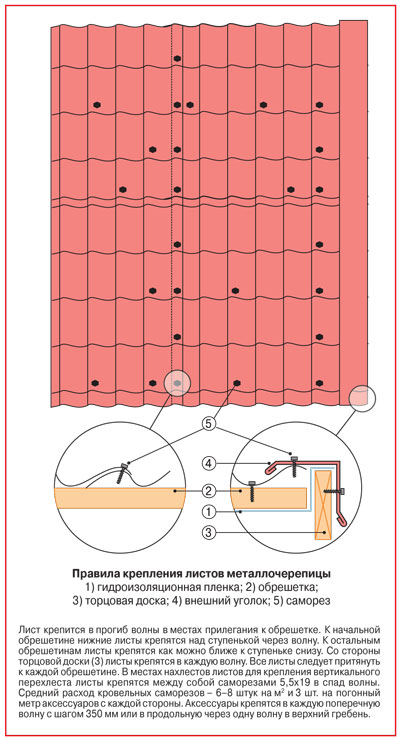 5
4
2
1
3
Правила крепления листов металлочерепицы
1) гидроизоляционная пленка; 2) обрешетка;
3) торцовая доска; 4) внешний уголок; 5) саморез
Лист крепится в прогиб волны в местах прилегания к обрешетке. К начальной
обрешетине нижние листы крепятся над ступенькой через волну. К остальным
обрешетинам листы крепятся как можно ближе к ступеньке снизу. Со стороны
торцовой доски (3) листы крепятся в каждую волну. Все листы следует притянуть
к каждой обрешетине. В местах нахлестов листов для крепления вертикального
перехлеста листы крепятся между собой саморезами 5,5х19 в спад волны.
Средний расход кровельных саморезов – 6–8 штук на м² и 3 шт. на погонный
метр аксессуаров с каждой стороны. Аксессуары крепятся в каждую поперечную
волну с шагом 350 мм или в продольную через одну волну в верхний гребень.